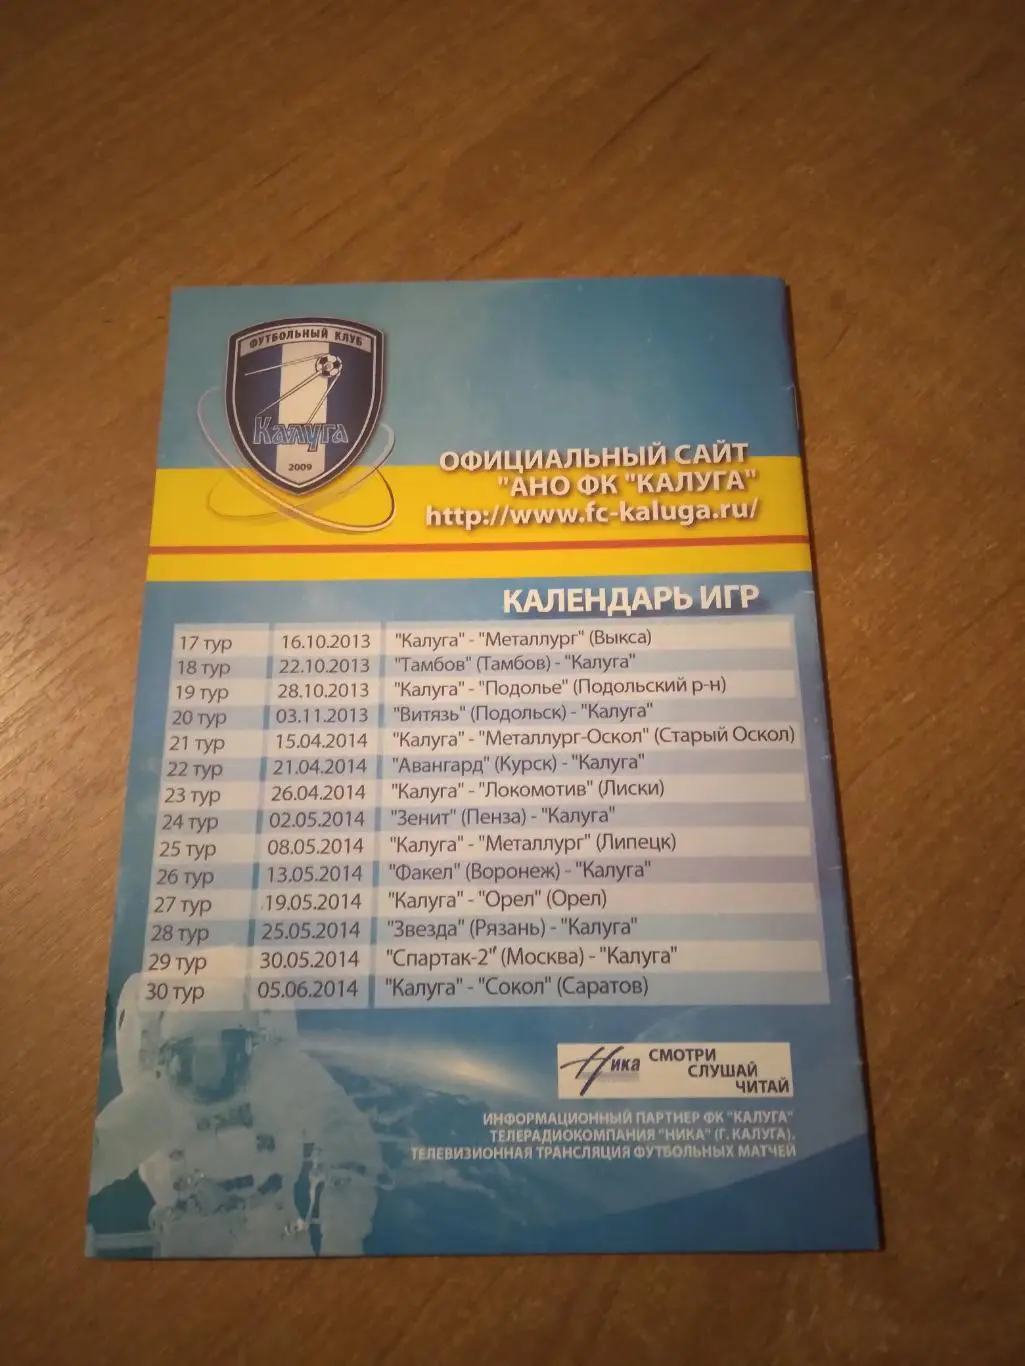 ФУТБОЛЬНЫЙ КЛУБ
Калуга
2009
ОФИЦИАЛЬНЫЙ САЙТ
"АНО ФК "КАЛУГА"
http://www.fc-kaluga.ru/
КАЛЕНДАРЬ ИГР
17 тур 16.10.2013 "Калуга" - "Металлург" (Выкса)
18 тур 22.10.2013 "Тамбов" (Тамбов) - "Калуга"
19 тур 28.10.2013 "Калуга" - "Подолье" (Подольский р-н)
20 тур 03.11.2013 "Витязь" (Подольск) - "Калуга"
21 тур 15.04.2014 "Калуга" - "Металлург-Оскол" (Старый Оскол)
22 тур 21.04.2014 "Авангард" (Курск) - "Калуга"
23 тур 26.04.2014 "Калуга" - "Локомотив" (Лиски)
24 тур 02.05.2014 "Зенит" (Пенза) - "Калуга"
25 тур 08.05.2014 "Калуга" - "Металлург" (Липецк)
26 тур 13.05.2014 "Факел" (Воронеж) - "Калуга"
27 тур 19.05.2014 "Калуга" - "Орел" (Орел)
28 тур 25.05.2014 "Звезда" (Рязань) - "Калуга"
29 тур 30.05.2014 "Спартак-2" (Москва) - "Калуга"
30 тур 05.06.2014 "Калуга" - "Сокол" (Саратов)
Ника СМОТРИ
СЛУШАЙ
ЧИТАЙ
ИНФОРМАЦИОННЫЙ ПАРТНЕР ФК "КАЛУГА"
ТЕЛЕРАДИОКОМПАНИЯ "НИКА" (Г. КАЛУГА).
ТЕЛЕВИЗИОННАЯ ТРАНСЛЯЦИЯ ФУТБОЛЬНЫХ МАТЧЕЙ